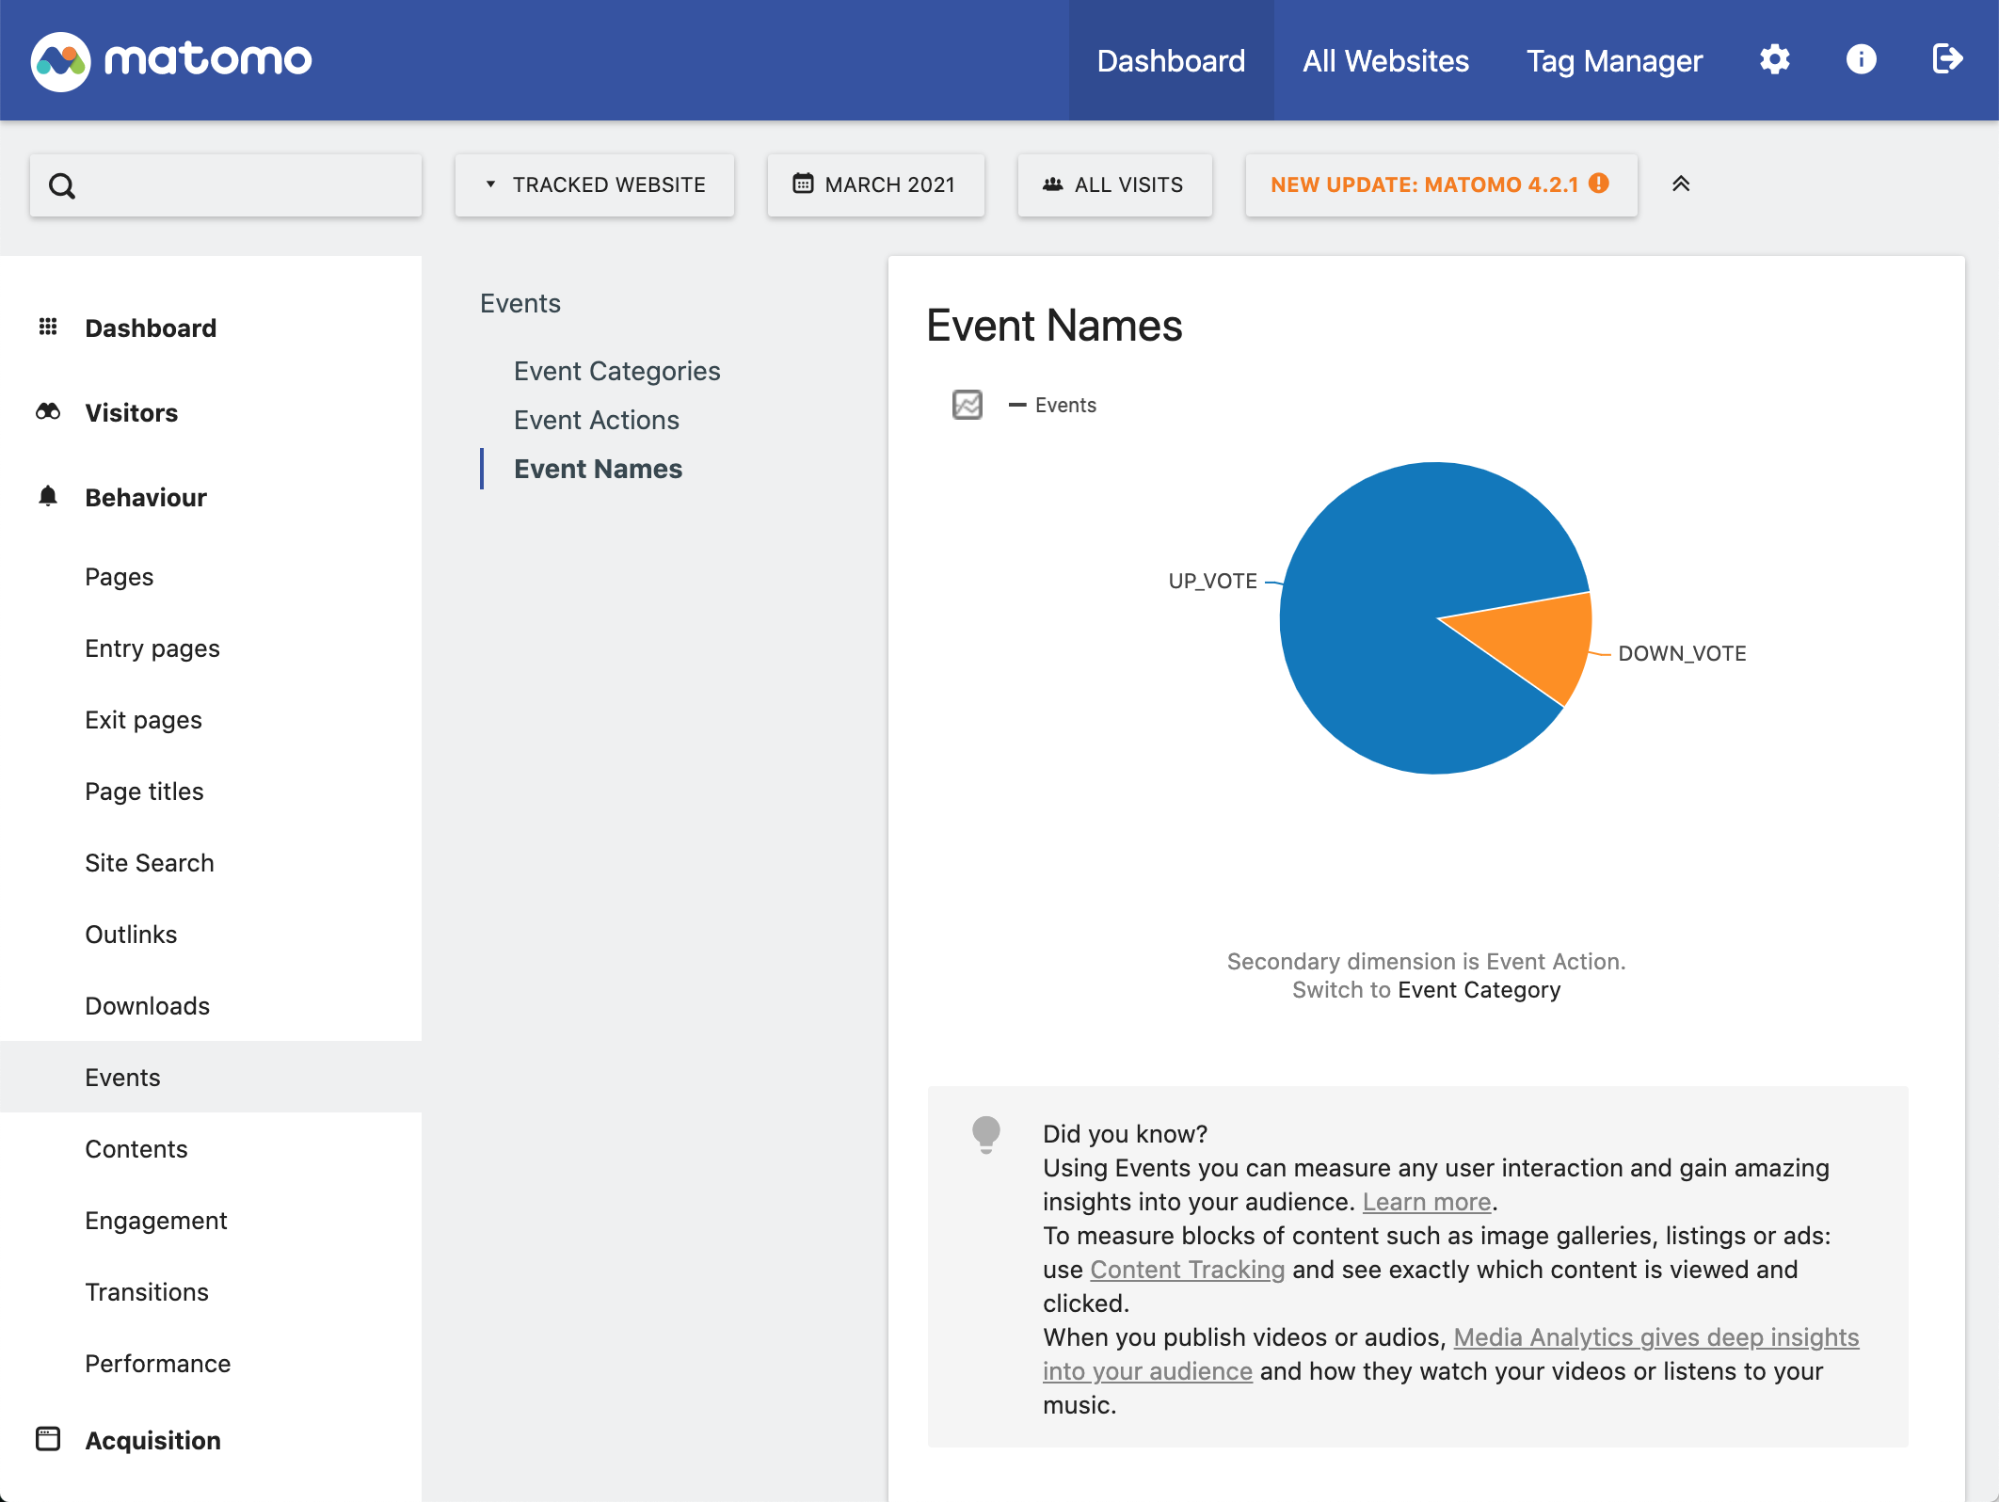 matomo
Dashboard
All Websites
Tag Manager
TRACKED WEBSITE
MARCH 2021
ALL VISITS
NEW UPDATE: MATOMO 4.2.1
Dashboard
Visitors
Behaviour
Pages
Entry pages
Exit pages
Page titles
Site Search
Outlinks
Downloads
Events
Contents
Engagement
Transitions
Performance
Acquisition
Events
Event Categories
Event Actions
Event Names
Event Names
Events
UP_VOTE
DOWN_VOTE
Secondary dimension is Event Action.
Switch to Event Category
Did you know?
Using Events you can measure any user interaction and gain amazing
insights into your audience. Learn more.
To measure blocks of content such as image galleries, listings or ads:
use Content Tracking and see exactly which content is viewed and
clicked.
When you publish videos or audios, Media Analytics gives deep insights
into your audience and how they watch your videos or listens to your
music.